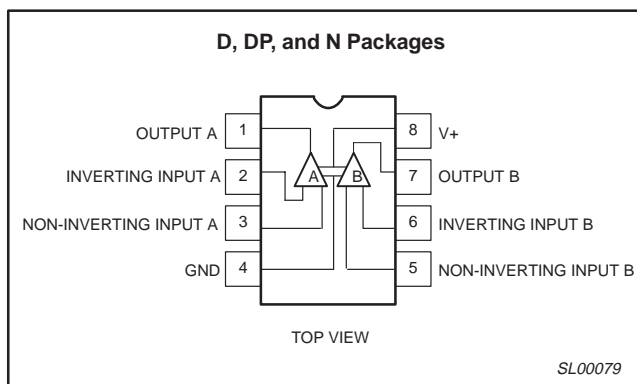 D, DP, and N Packages
OUTPUT A 1 8 V+
INVERTING INPUT A 2 A B 7 OUTPUT B
NON-INVERTING INPUT A 3 6 INVERTING INPUT B
GND 4 5 NON-INVERTING INPUT B
TOP VIEW
SL00079